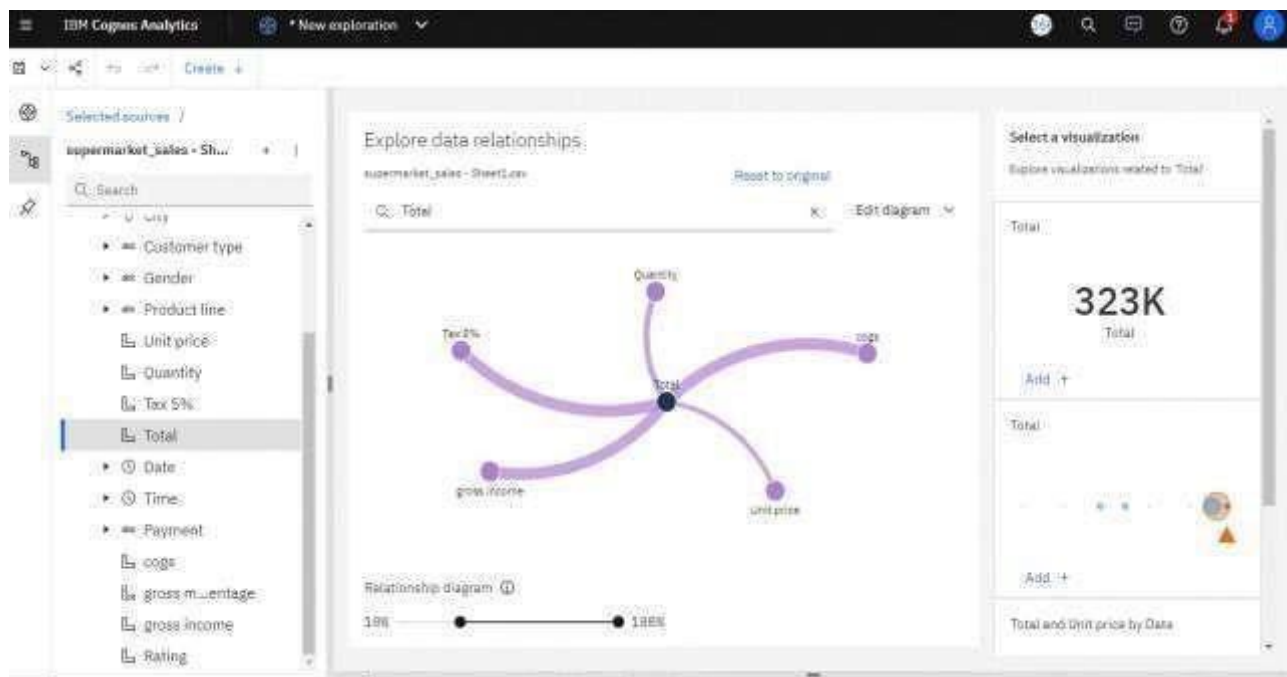 IBM Cognos Analytics
* New exploration
1
Create +
Selected sources /
supermarket_sales - Sh...
Search
City
Customer type
Gender
Product line
Unit price
Quantity
Tax 5%
Total
Date
Time
Payment
cogs
gross m...entage
gross income
Rating
Explore data relationships
supermarket_sales - Sheet1.csv
Reset to original
Total
Edit diagram
Quantity
Tax 5%
cogs
Total
gross income
Unit price
Relationship diagram
100%
Select a visualization
Explore visualizations related to Total
Total
323K
Total
Add +
Total
Add +
Total and Unit price by Date